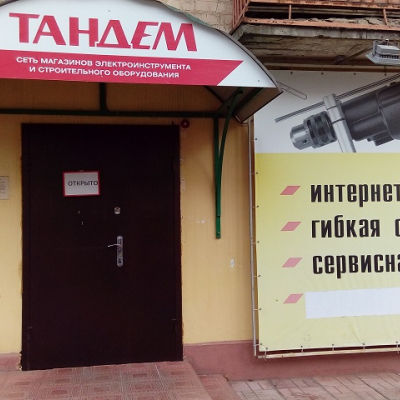 ТАНДЕМ
СЕТЬ МАГАЗИНОВ ЭЛЕКТРОИНСТРУМЕНТА
И СТРОИТЕЛЬНОГО ОБОРУДОВАНИЯ
ОТКРЫТО
интернет
гибкая с
сервисна